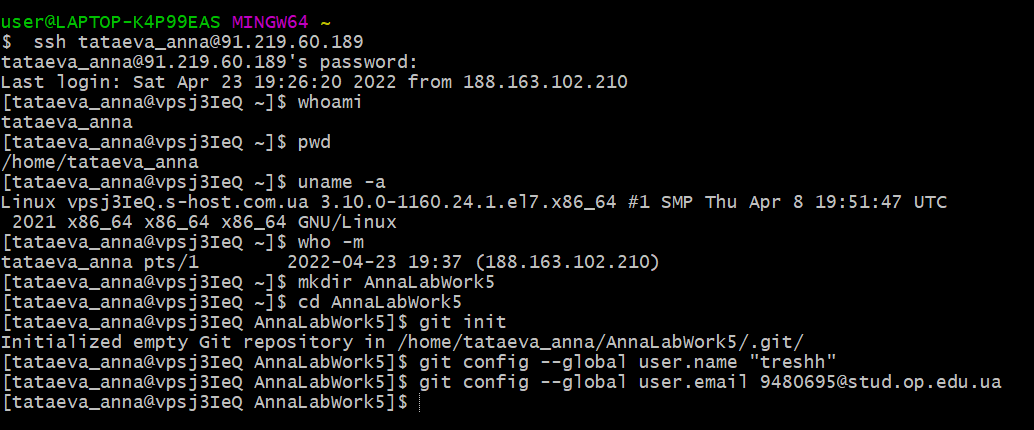 user@LAPTOP-K4P99EAS MINGW64 ~
$  ssh tataeva_anna@91.219.60.189
tataeva_anna@91.219.60.189's password:
Last login: Sat Apr 23 19:26:20 2022 from 188.163.102.210
[tataeva_anna@vpsj3IeQ ~]$ whoami
tataeva_anna
[tataeva_anna@vpsj3IeQ ~]$ pwd
/home/tataeva_anna
[tataeva_anna@vpsj3IeQ ~]$ uname -a
Linux vpsj3IeQ.s-host.com.ua 3.10.0-1160.24.1.el7.x86_64 #1 SMP Thu Apr 8 19:51:47 UTC
 2021 x86_64 x86_64 x86_64 GNU/Linux
[tataeva_anna@vpsj3IeQ ~]$ who -m
tataeva_anna pts/1        2022-04-23 19:37 (188.163.102.210)
[tataeva_anna@vpsj3IeQ ~]$ mkdir AnnaLabWork5
[tataeva_anna@vpsj3IeQ ~]$ cd AnnaLabWork5
[tataeva_anna@vpsj3IeQ AnnaLabWork5]$ git init
Initialized empty Git repository in /home/tataeva_anna/AnnaLabWork5/.git/
[tataeva_anna@vpsj3IeQ AnnaLabWork5]$ git config --global user.name "treshh"
[tataeva_anna@vpsj3IeQ AnnaLabWork5]$ git config --global user.email 9480695@stud.op.edu.ua
[tataeva_anna@vpsj3IeQ AnnaLabWork5]$